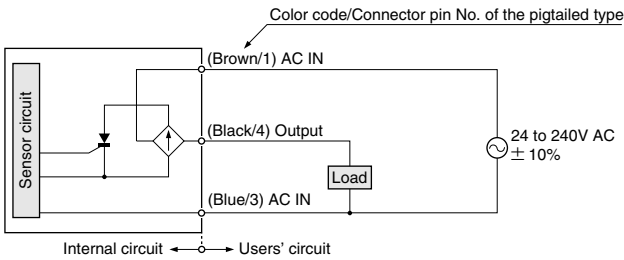 Color code/Connector pin No. of the pigtailed type
(Brown/1) AC IN
Sensor circuit
(Black/4) Output
24 to 240V AC
± 10%
Load
(Blue/3) AC IN
Internal circuit
Users' circuit